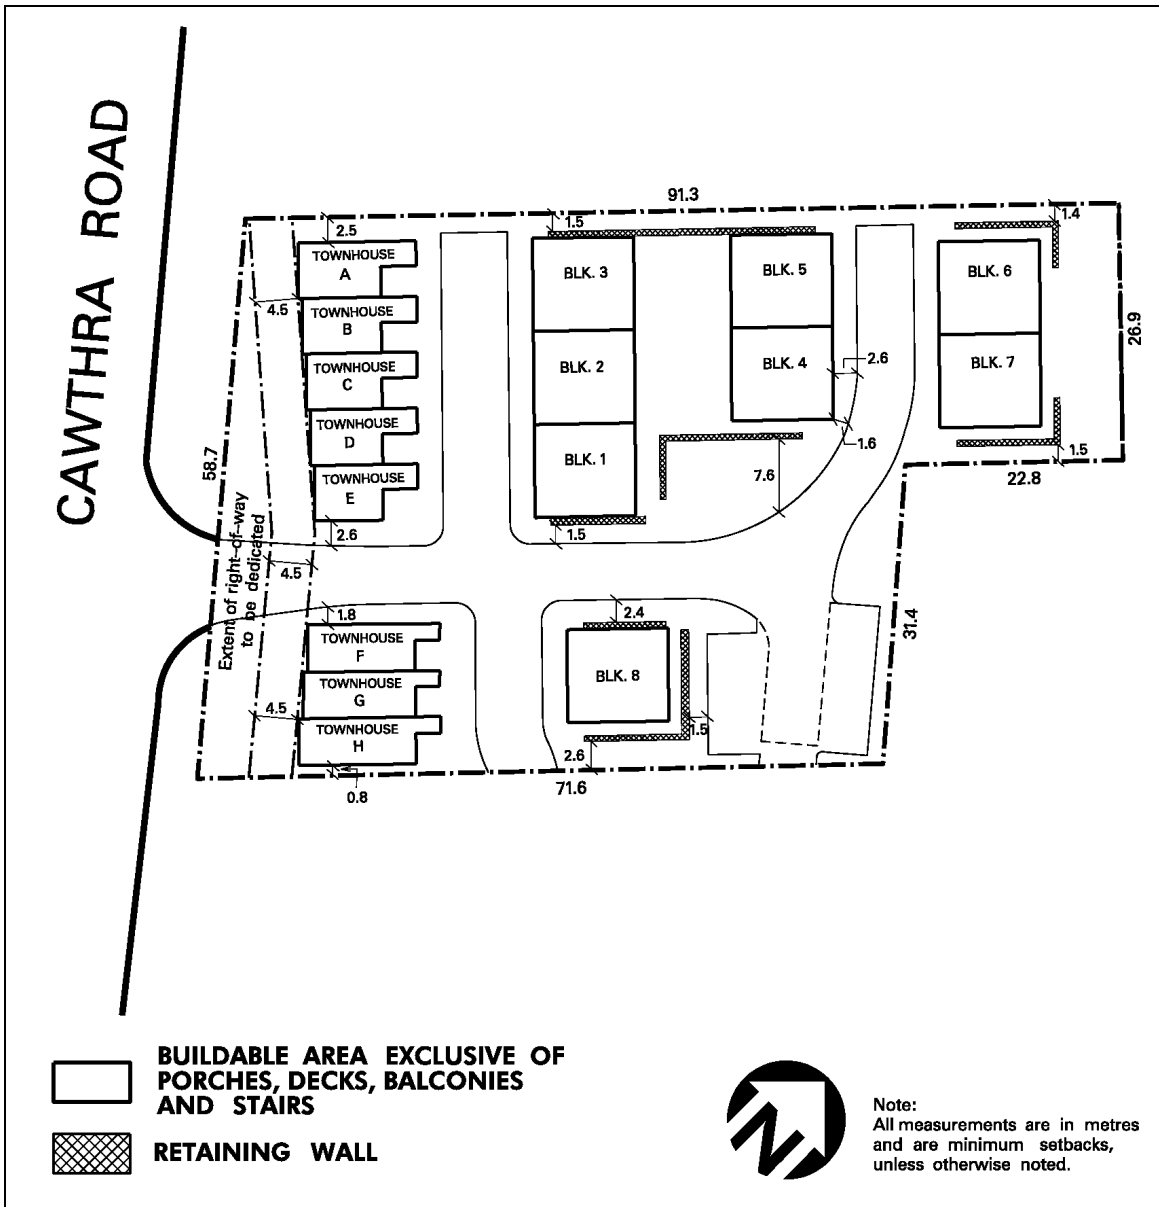 CAWTHRA ROAD
91.3
2.5
1.5
1.4
TOWNHOUSE
A
BLK. 3
BLK. 5
BLK. 6
4.5
TOWNHOUSE
B
26.9
TOWNHOUSE
C
BLK. 2
BLK. 4
2.6
BLK. 7
TOWNHOUSE
D
1.6
58.7
TOWNHOUSE
E
BLK. 1
7.6
1.5
22.8
2.6
1.5
Extent of right-of-way
to be dedicated
4.5
1.8
2.4
31.4
TOWNHOUSE
F
TOWNHOUSE
G
BLK. 8
4.5
TOWNHOUSE
H
1.5
2.6
0.8
71.6
BUILDABLE AREA EXCLUSIVE OF
PORCHES, DECKS, BALCONIES
AND STAIRS
RETAINING WALL
N
Note:
All measurements are in metres
and are minimum setbacks,
unless otherwise noted.